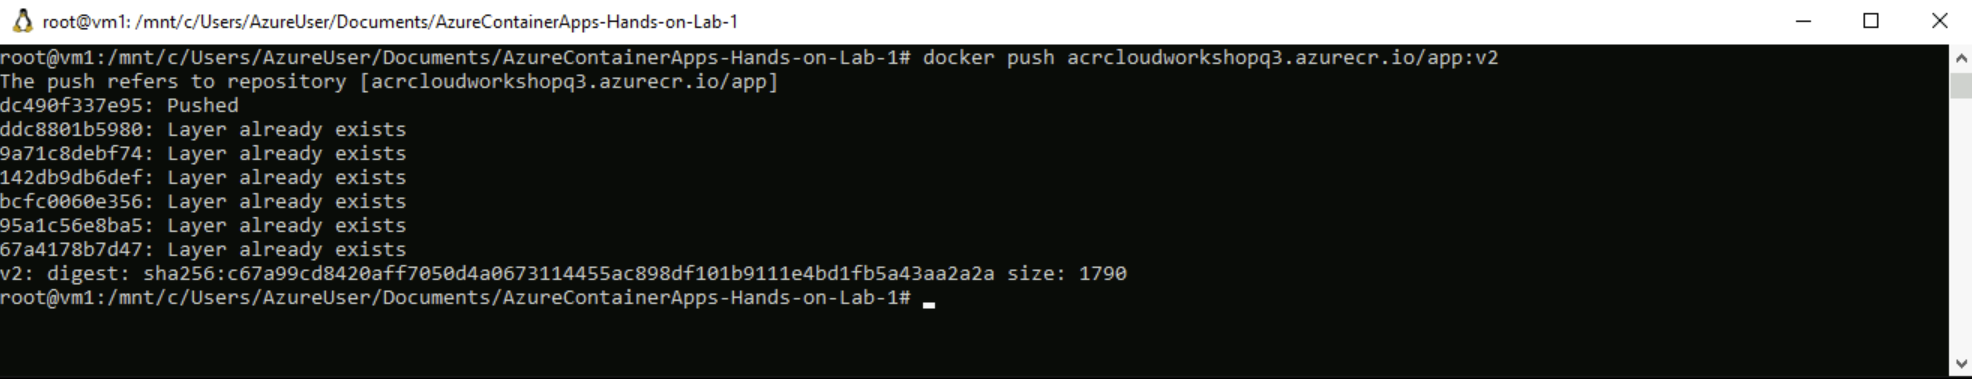 root@vm1: /mnt/c/Users/AzureUser/Documents/AzureContainerApps-Hands-on-Lab-1
root@vm1:/mnt/c/Users/AzureUser/Documents/AzureContainerApps-Hands-on-Lab-1# docker push acrcloudworkshopq3.azurecr.io/app:v2
The push refers to repository [acrcloudworkshopq3.azurecr.io/app]
dc490f337e95: Pushed
ddc8801b5980: Layer already exists
9a71c8debf74: Layer already exists
142db9db6def: Layer already exists
bcfc0060e356: Layer already exists
95a1c56e8ba5: Layer already exists
67a4178b7d47: Layer already exists
v2: digest: sha256:c67a99cd8420aff7050d4a0673114455ac898df101b9111e4bd1fb5a43aa2a2a size: 1790
root@vm1:/mnt/c/Users/AzureUser/Documents/AzureContainerApps-Hands-on-Lab-1#